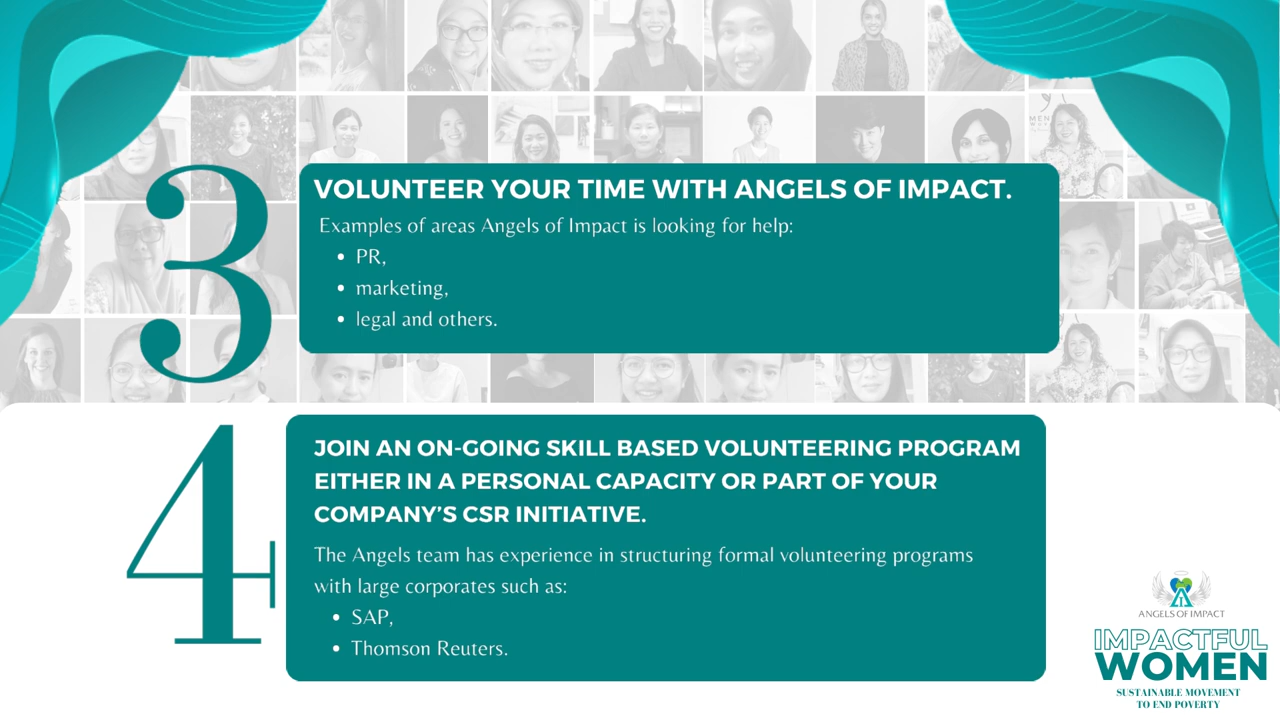 3
VOLUNTEER YOUR TIME WITH ANGELS OF IMPACT.
Examples of areas Angels of Impact is looking for help:
• PR,
• marketing,
• legal and others.
4
JOIN AN ON-GOING SKILL BASED VOLUNTEERING PROGRAM
EITHER IN A PERSONAL CAPACITY OR PART OF YOUR
COMPANY'S CSR INITIATIVE.
The Angels team has experience in structuring formal volunteering programs
with large corporates such as:
• SAP,
• Thomson Reuters.
ANGELS OF IMPACT
IMPACTFUL
WOMEN
SUSTAINABLE MOVEMENT
TO END POVERTY